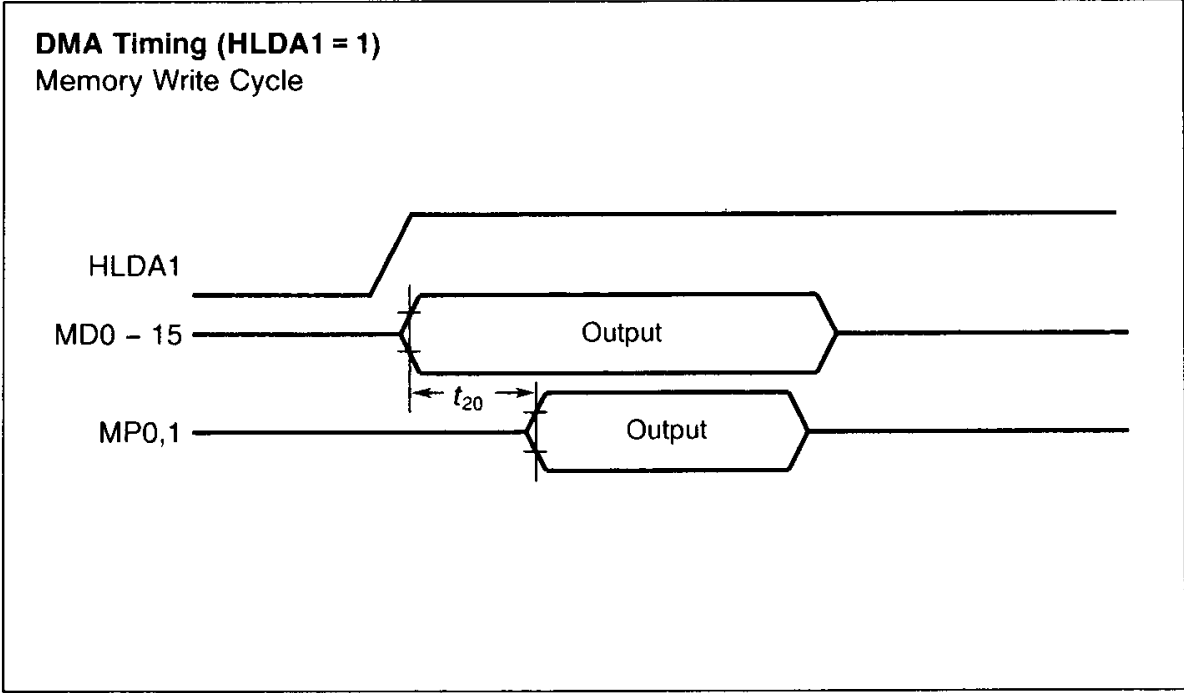 DMA Timing (HLDA1 = 1)
Memory Write Cycle
HLDA1
MD0 – 15
Output
t20
MP0,1
Output